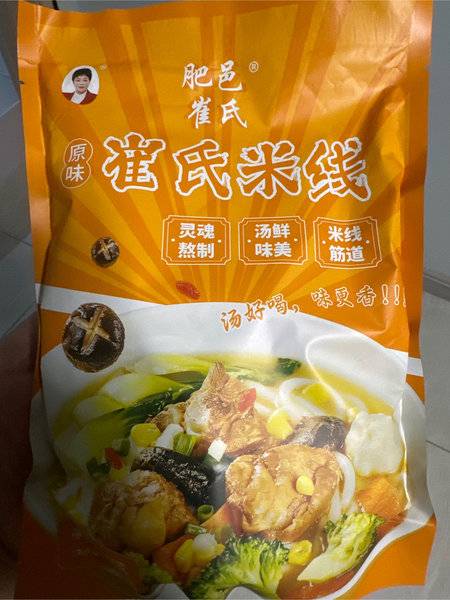 肥邑®
崔氏
原味
崔氏米线
灵魂熬制
汤鲜味美
米线筋道
汤好喝，味更香!!!